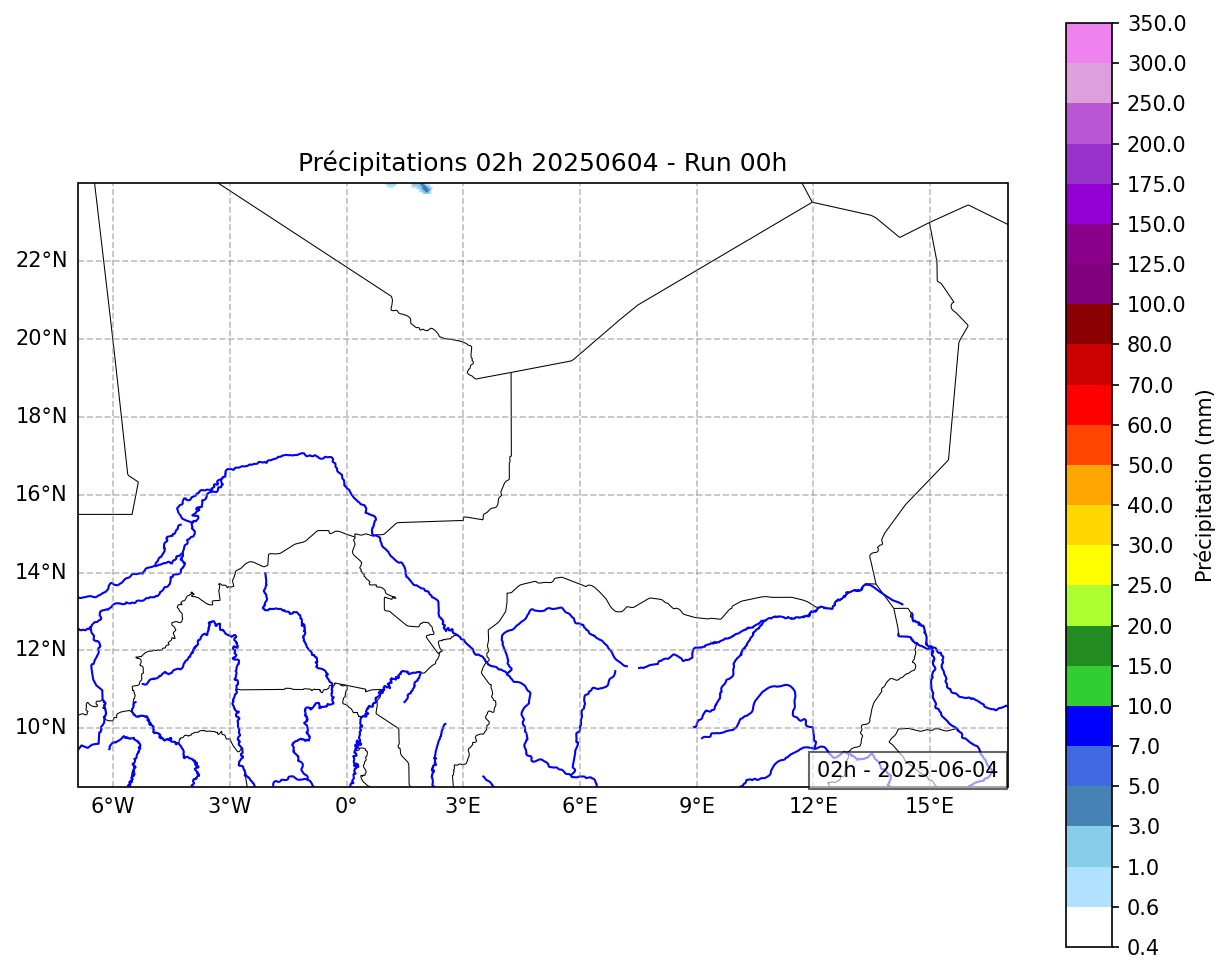 Précipitations 02h 20250604 - Run 00h
22°N
20°N
18°N
16°N
14°N
12°N
10°N
6°W
3°W
0°
3°E
6°E
9°E
12°E
15°E
02h - 2025-06-04
350.0
300.0
250.0
200.0
175.0
150.0
125.0
100.0
80.0
70.0
60.0
50.0
40.0
30.0
25.0
20.0
15.0
10.0
7.0
5.0
3.0
1.0
0.6
0.4
Précipitation (mm)